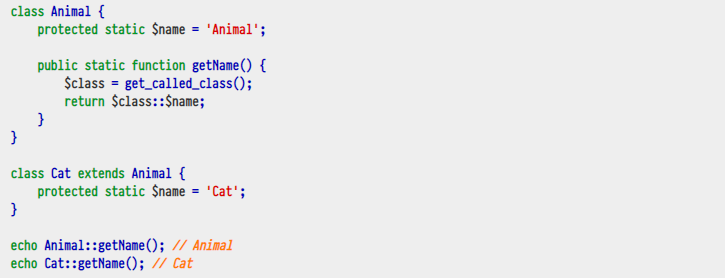 class Animal {
    protected static $name = 'Animal';
    public static function getName() {
        $class = get_called_class();
        return $class::$name;
    }
}
class Cat extends Animal {
    protected static $name = 'Cat';
}
echo Animal::getName(); // Animal
echo Cat::getName(); // Cat